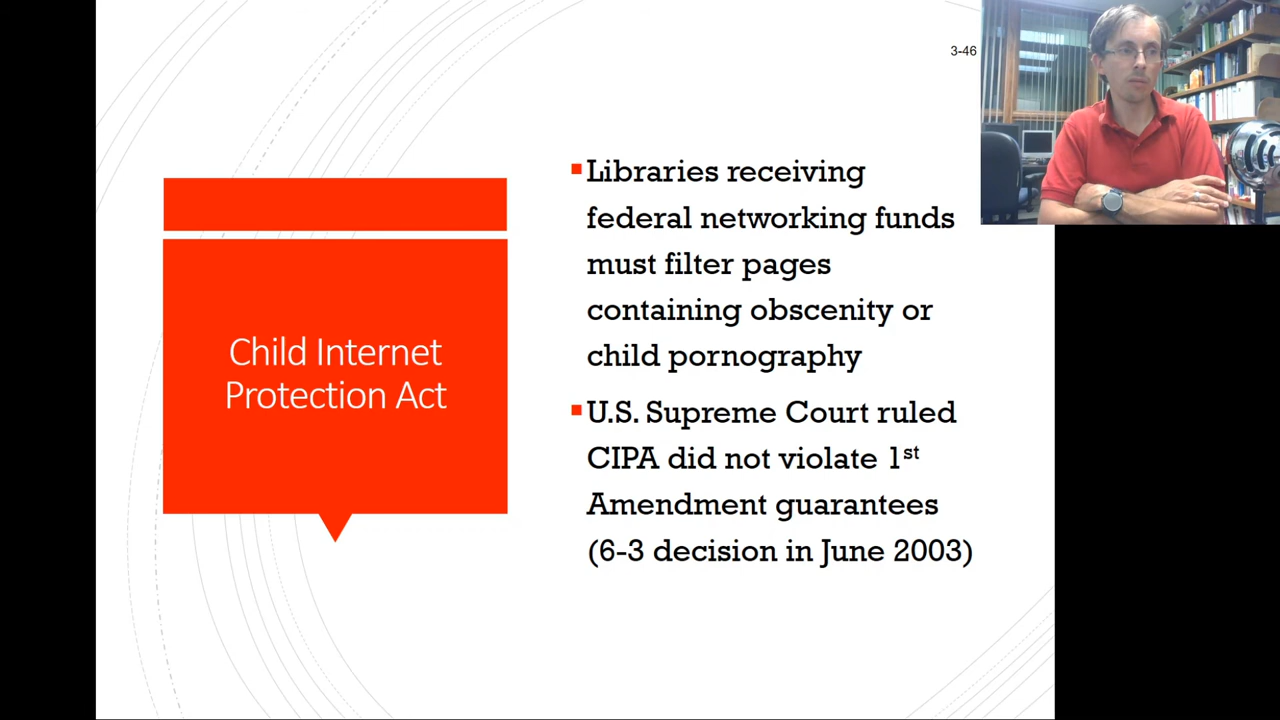 3-46
Child Internet
Protection Act
Libraries receiving
federal networking funds
must filter pages
containing obscenity or
child pornography
U.S. Supreme Court ruled
CIPA did not violate 1st
Amendment guarantees
(6-3 decision in June 2003)